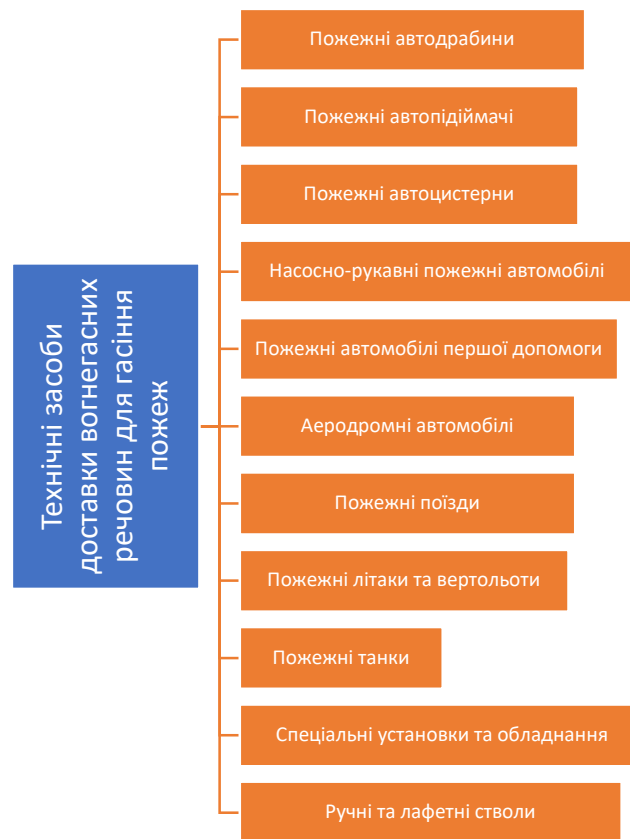 Технічні засоби
доставки вогнегасних
речовин для гасіння
пожеж
Пожежні автодрабини
Пожежні автопідіймачі
Пожежні автоцистерни
Насосно-рукавні пожежні автомобілі
Пожежні автомобілі першої допомоги
Аеродромні автомобілі
Пожежні поїзди
Пожежні літаки та вертольоти
Пожежні танки
Спеціальні установки та обладнання
Ручні та лафетні стволи